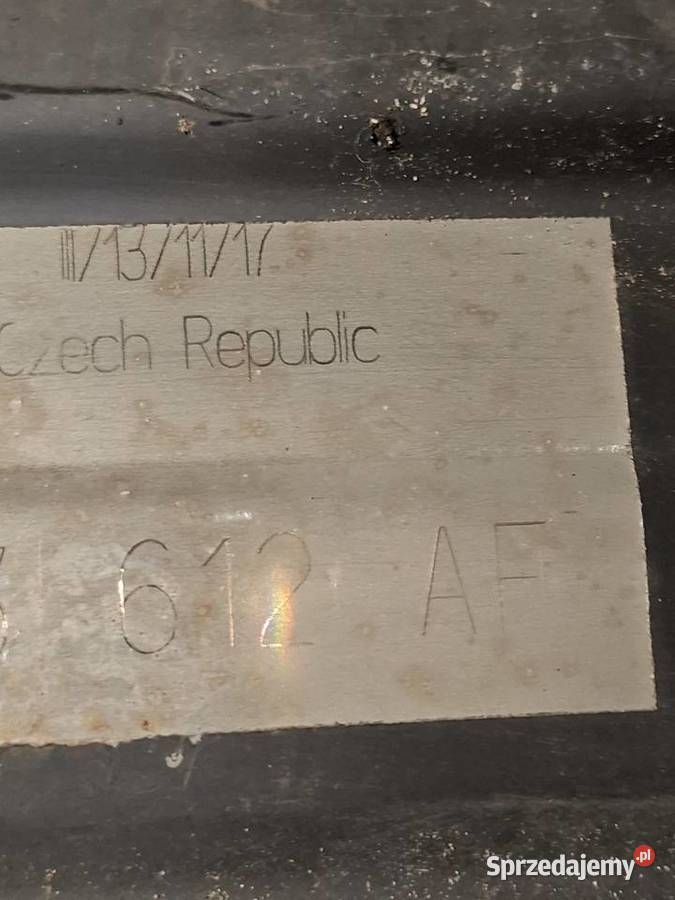 III/13/11/17
Czech Republic
612 AF
Sprzedajemy.pl